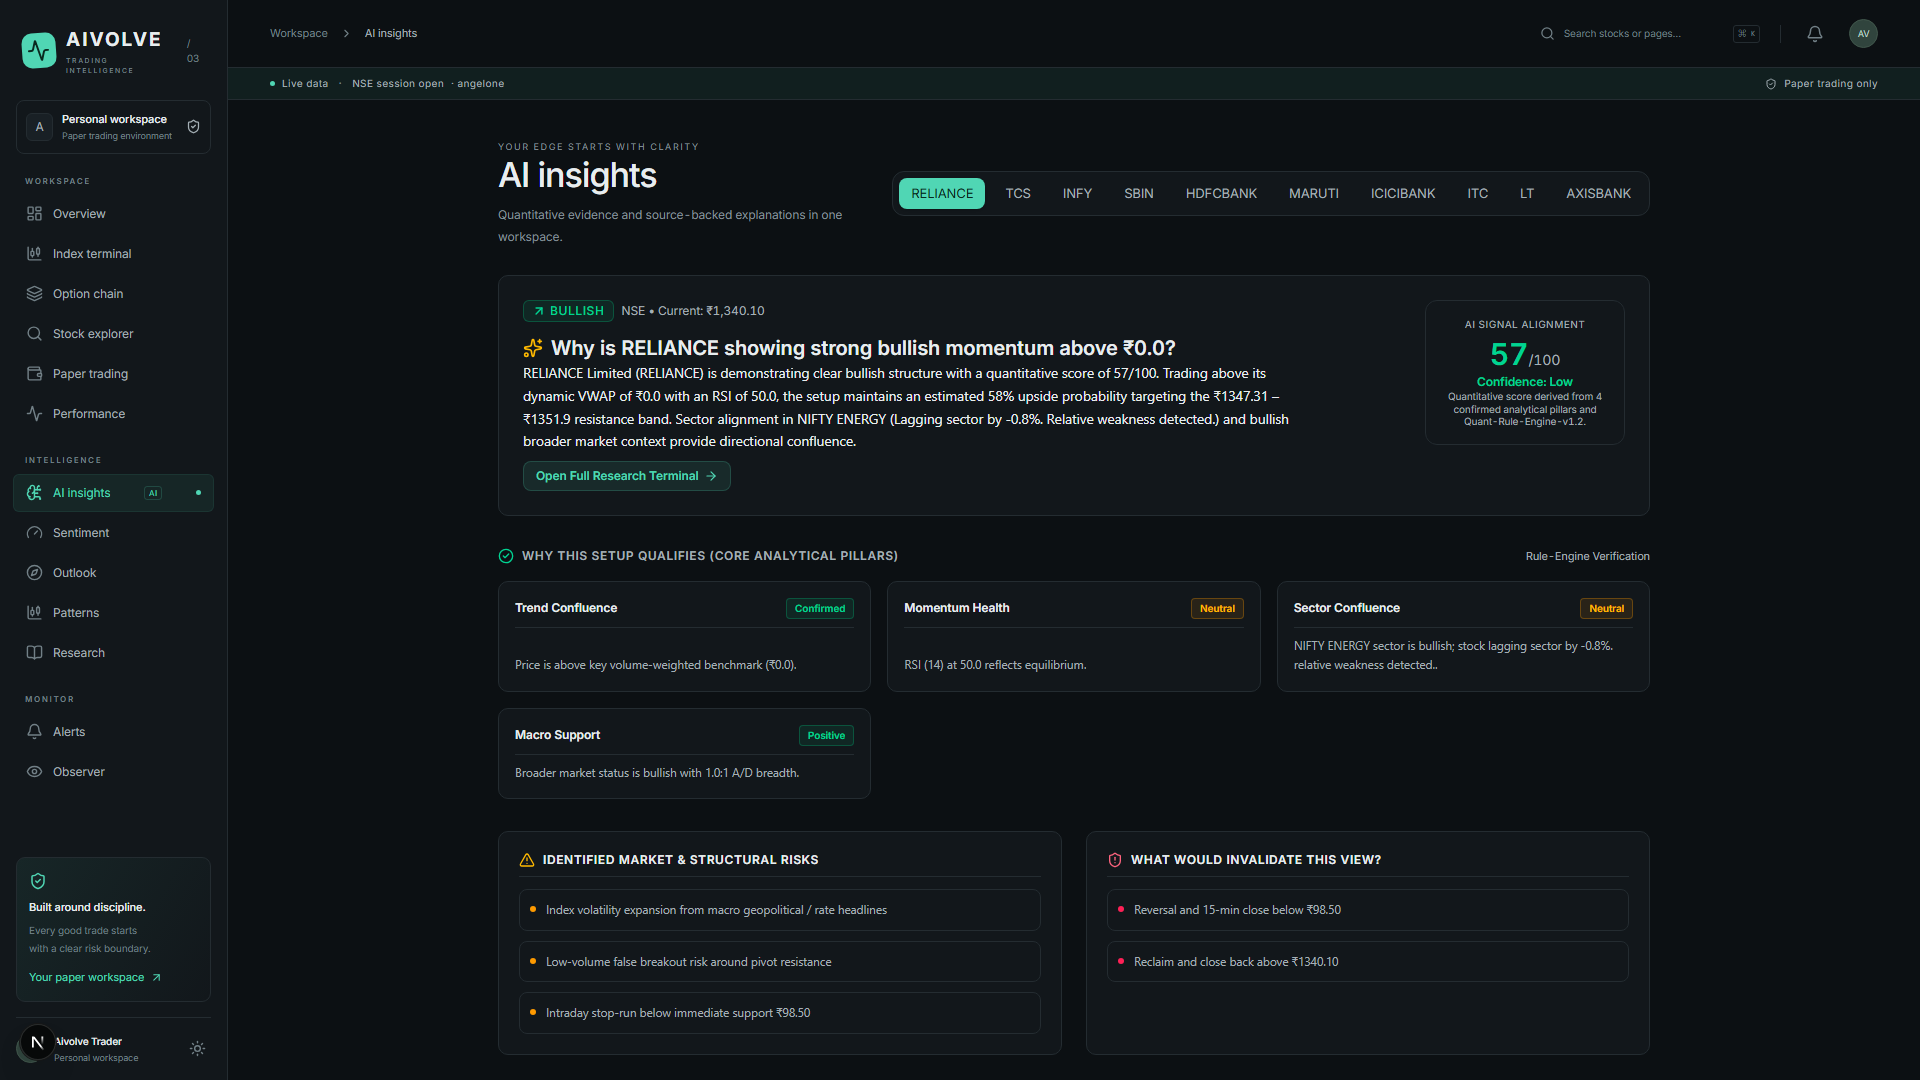 AIVOLVE
TRADING
INTELLIGENCE
/
03
A
Personal workspace
Paper trading environment
WORKSPACE
Overview
Index terminal
Option chain
Stock explorer
Paper trading
Performance
INTELLIGENCE
AI insights AI
Sentiment
Outlook
Patterns
Research
MONITOR
Alerts
Observer
Built around discipline.
Every good trade starts
with a clear risk boundary.
Your paper workspace
N
Aivolve Trader
Personal workspace
Workspace > AI insights
Search stocks or pages...
⌘ K
AV
Live data · NSE session open · angelone
Paper trading only
YOUR EDGE STARTS WITH CLARITY
AI insights
Quantitative evidence and source-backed explanations in one
workspace.
RELIANCE TCS INFY SBIN HDFCBANK MARUTI ICICIBANK ITC LT AXISBANK
BULLISH NSE • Current: ₹1,340.10
Why is RELIANCE showing strong bullish momentum above ₹0.0?
RELIANCE Limited (RELIANCE) is demonstrating clear bullish structure with a quantitative score of 57/100. Trading above its
dynamic VWAP of ₹0.0 with an RSI of 50.0, the setup maintains an estimated 58% upside probability targeting the ₹1347.31 –
₹1351.9 resistance band. Sector alignment in NIFTY ENERGY (Lagging sector by -0.8%. Relative weakness detected.) and bullish
broader market context provide directional confluence.
Open Full Research Terminal →
AI SIGNAL ALIGNMENT
57/100
Confidence: Low
Quantitative score derived from 4
confirmed analytical pillars and
Quant-Rule-Engine-v1.2.
WHY THIS SETUP QUALIFIES (CORE ANALYTICAL PILLARS)
Rule-Engine Verification
Trend Confluence Confirmed
Price is above key volume-weighted benchmark (₹0.0).
Momentum Health Neutral
RSI (14) at 50.0 reflects equilibrium.
Sector Confluence Neutral
NIFTY ENERGY sector is bullish; stock lagging sector by -0.8%.
relative weakness detected..
Macro Support Positive
Broader market status is bullish with 1.0:1 A/D breadth.
IDENTIFIED MARKET & STRUCTURAL RISKS
Index volatility expansion from macro geopolitical / rate headlines
Low-volume false breakout risk around pivot resistance
Intraday stop-run below immediate support ₹98.50
WHAT WOULD INVALIDATE THIS VIEW?
Reversal and 15-min close below ₹98.50
Reclaim and close back above ₹1340.10